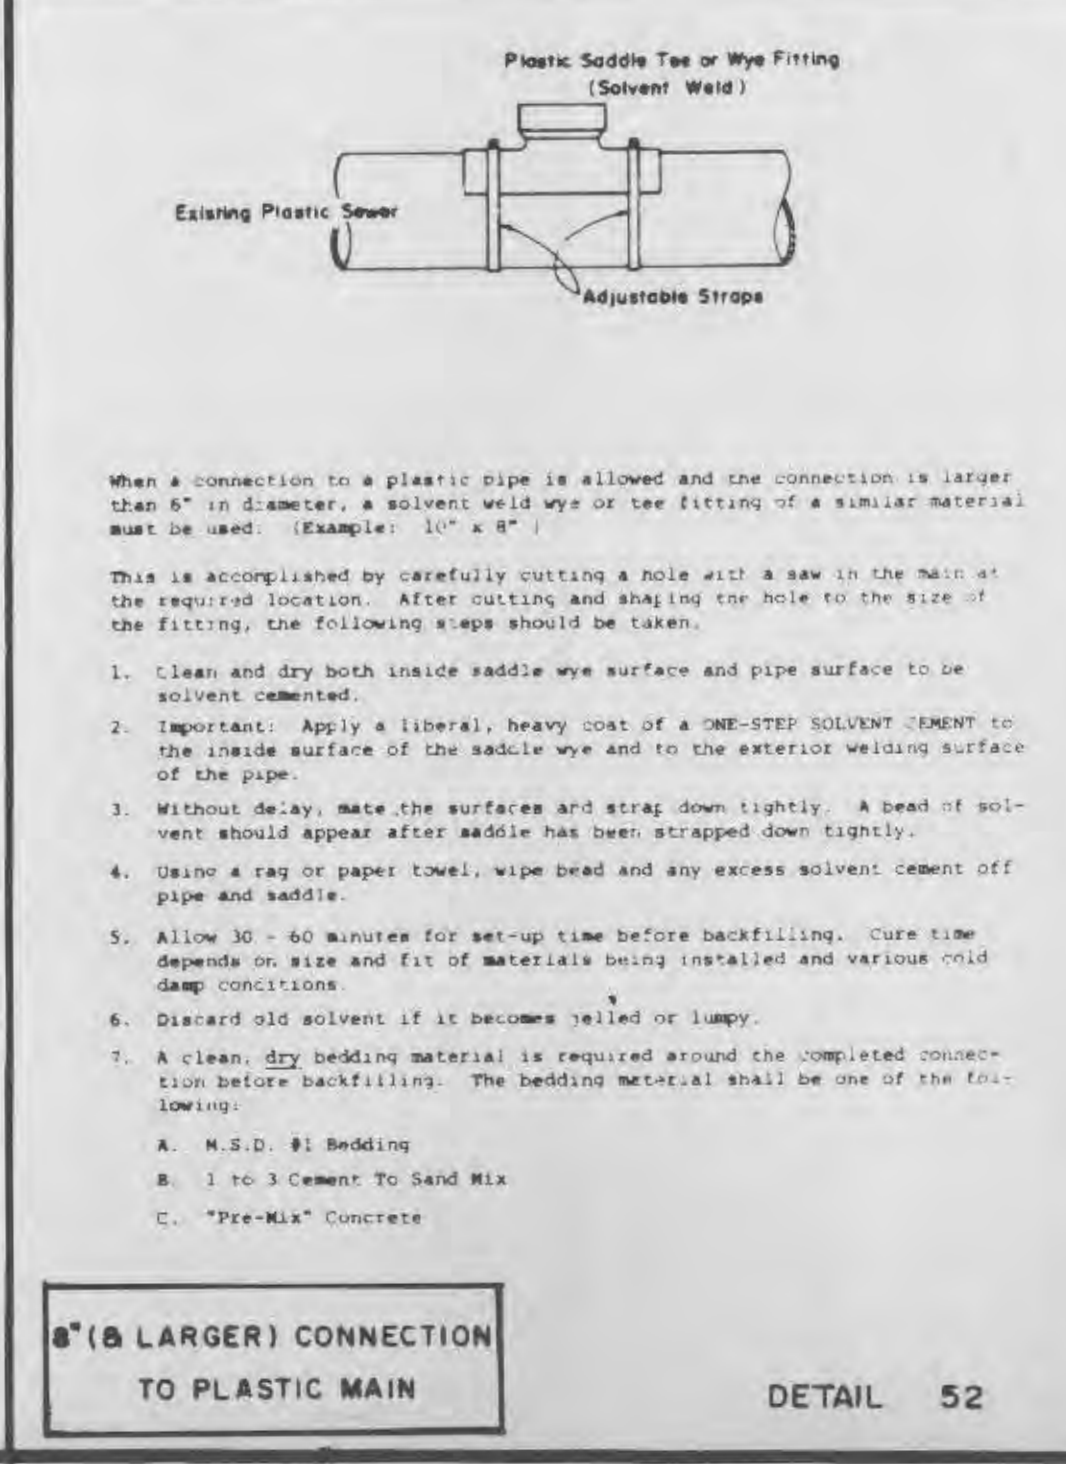 Plastic Saddle Tee or Wye Fitting
(Solvent Weld)
Existing Plastic Sewer
Adjustable Straps
When a connection to a plastic pipe is allowed and the connection is larger
than 6" in diameter, a solvent weld wye or tee fitting of a similar material
must be used. (Example: 10" x 8" )
This is accomplished by carefully cutting a hole with a saw in the main at
the required location. After cutting and shaping the hole to the size of
the fitting, the following steps should be taken.
1. Clean and dry both inside saddle wye surface and pipe surface to be
solvent cemented.
2. Important: Apply a liberal, heavy coat of a ONE-STEP SOLVENT CEMENT to
the inside surface of the saddle wye and to the exterior welding surface
of the pipe.
3. Without delay, mate the surfaces and strap down tightly. A bead of sol-
vent should appear after saddle has been strapped down tightly.
4. Using a rag or paper towel, wipe bead and any excess solvent cement off
pipe and saddle.
5. Allow 30 - 60 minutes for set-up time before backfilling. Cure time
depends on size and fit of materials being installed and various cold
damp conditions.
6. Discard old solvent if it becomes jelled or lumpy.
7. A clean, dry bedding material is required around the completed connec-
tion before backfilling. The bedding material shall be one of the fol-
lowing:
A. M.S.D. #1 Bedding
B. 1 to 3 Cement To Sand Mix
C. "Pre-Mix" Concrete
8" (& LARGER) CONNECTION
TO PLASTIC MAIN
DETAIL 52